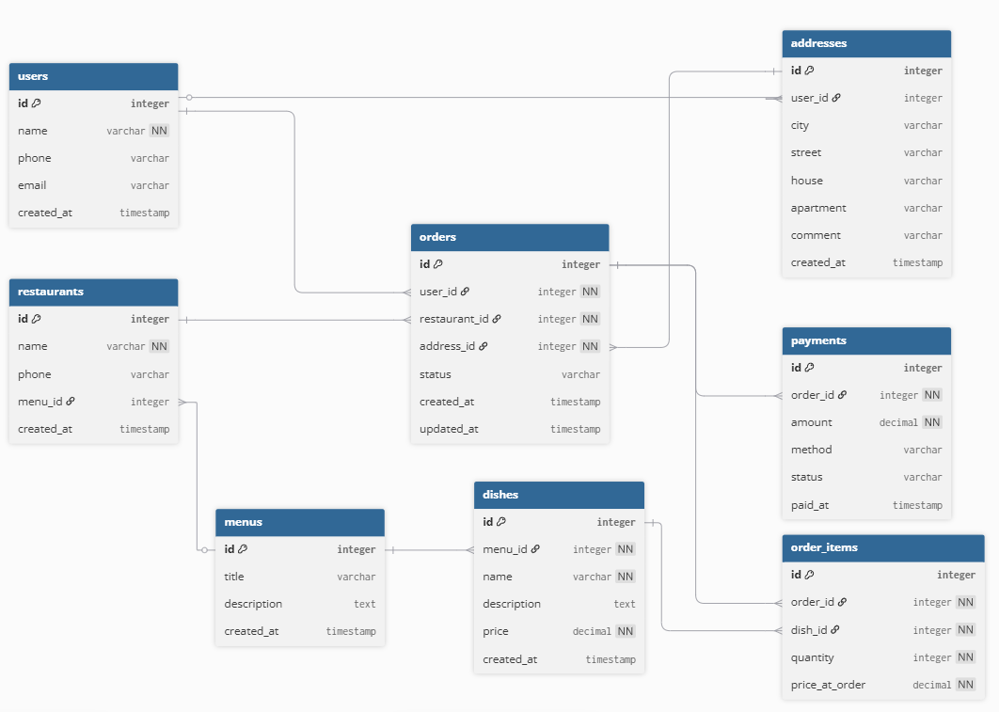 users
id integer
name varchar NN
phone varchar
email varchar
created_at timestamp
restaurants
id integer
name varchar NN
phone varchar
menu_id integer
created_at timestamp
menus
id integer
title varchar
description text
created_at timestamp
orders
id integer
user_id integer NN
restaurant_id integer NN
address_id integer NN
status varchar
created_at timestamp
updated_at timestamp
dishes
id integer
menu_id integer NN
name varchar NN
description text
price decimal NN
created_at timestamp
addresses
id integer
user_id integer
city varchar
street varchar
house varchar
apartment varchar
comment varchar
created_at timestamp
payments
id integer
order_id integer NN
amount decimal NN
method varchar
status varchar
paid_at timestamp
order_items
id integer
order_id integer NN
dish_id integer NN
quantity integer NN
price_at_order decimal NN